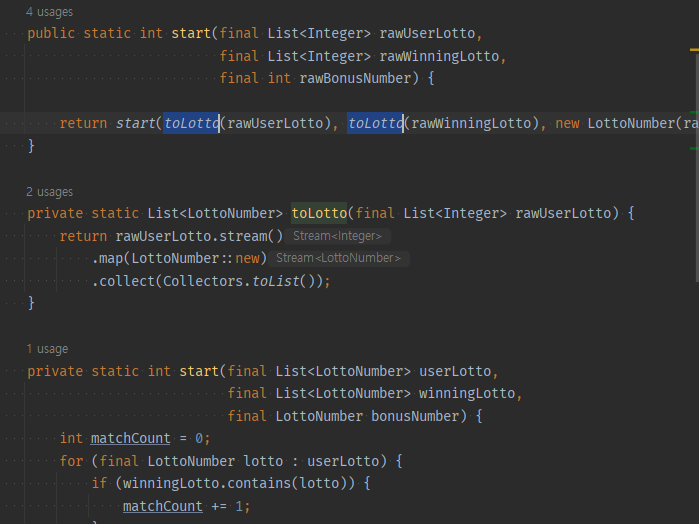 4 usages
public static int start(final List<Integer> rawUserLotto,
final List<Integer> rawWinningLotto,
final int rawBonusNumber) {
return start(toLotto(rawUserLotto), toLotto(rawWinningLotto), new LottoNumber(ra
}
2 usages
private static List<LottoNumber> toLotto(final List<Integer> rawUserLotto) {
return rawUserLotto.stream() Stream<Integer>
.map(LottoNumber::new) Stream<LottoNumber>
.collect(Collectors.toList());
}
1 usage
private static int start(final List<LottoNumber> userLotto,
final List<LottoNumber> winningLotto,
final LottoNumber bonusNumber) {
int matchCount = 0;
for (final LottoNumber lotto : userLotto) {
if (winningLotto.contains(lotto)) {
matchCount += 1;
}